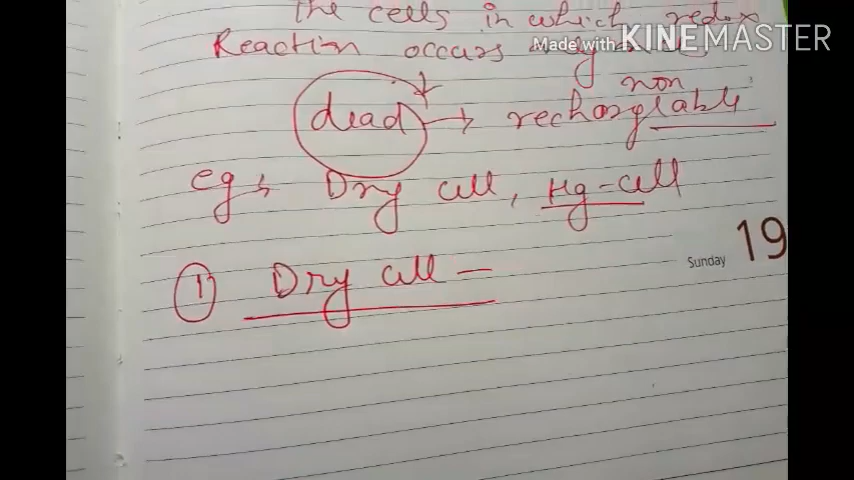 The cells in which redox
Reaction occurs
Made with KINEMASTER
non
dead → rechargable
eg, Dry cell, Hg-cell
Sunday 19
1 Dry cell —